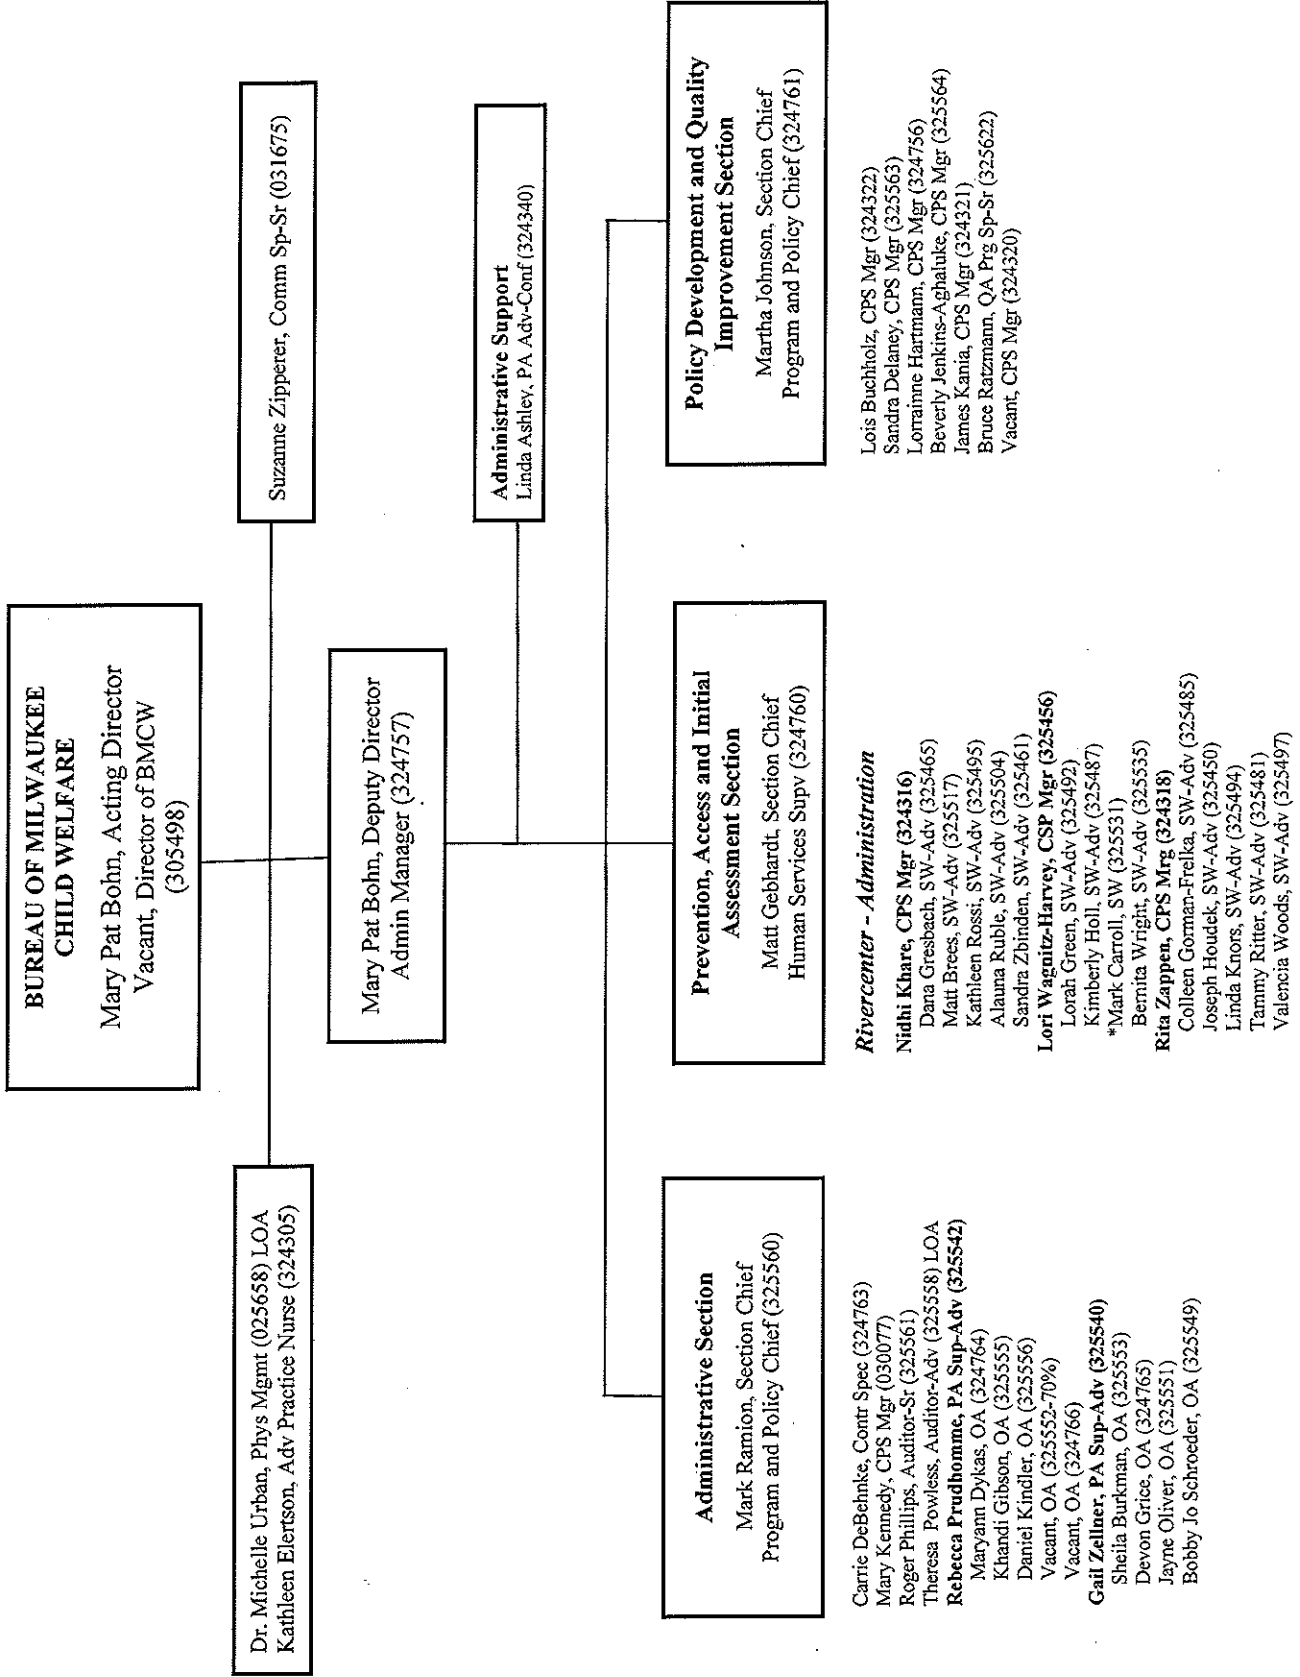 BUREAU OF MILWAUKEE
CHILD WELFARE
Mary Pat Bohn, Acting Director
Vacant, Director of BMCW
(305498)
Dr. Michelle Urban, Phys Mgmt (025658) LOA
Kathleen Elertson, Adv Practice Nurse (324305)
Suzanne Zipperer, Comm Sp-Sr (031675)
Mary Pat Bohn, Deputy Director
Admin Manager (324757)
Administrative Support
Linda Ashley, PA Adv-Conf (324340)
Administrative Section
Mark Ramion, Section Chief
Program and Policy Chief (325560)
Carrie DeBehnke, Contr Spec (324763)
Mary Kennedy, CPS Mgr (030077)
Roger Phillips, Auditor-Sr (325561)
Theresa Powless, Auditor-Adv (325558) LOA
Rebecca Prudhomme, PA Sup-Adv (325542)
Maryann Dykas, OA (324764)
Khandi Gibson, OA (325555)
Daniel Kindler, OA (325556)
Vacant, OA (325552-70%)
Vacant, OA (324766)
Gail Zellner, PA Sup-Adv (325540)
Sheila Burkman, OA (325553)
Devon Grice, OA (324765)
Jayne Oliver, OA (325551)
Bobby Jo Schroeder, OA (325549)
Prevention, Access and Initial
Assessment Section
Matt Gebhardt, Section Chief
Human Services Supv (324760)
Rivercenter - Administration
Nidhi Khare, CPS Mgr (324316)
Dana Gresbach, SW-Adv (325465)
Matt Brees, SW-Adv (325517)
Kathleen Rossi, SW-Adv (325495)
Alauna Ruble, SW-Adv (325504)
Sandra Zbinden, SW-Adv (325461)
Lori Wagnitz-Harvey, CSP Mgr (325456)
Lorah Green, SW-Adv (325492)
Kimberly Holl, SW-Adv (325487)
*Mark Carroll, SW (325531)
Bernita Wright, SW-Adv (325535)
Rita Zappen, CPS Mrg (324318)
Colleen Gorman-Frelka, SW-Adv (325485)
Joseph Houdek, SW-Adv (325450)
Linda Knors, SW-Adv (325494)
Tammy Ritter, SW-Adv (325481)
Valencia Woods, SW-Adv (325497)
Policy Development and Quality
Improvement Section
Martha Johnson, Section Chief
Program and Policy Chief (324761)
Lois Buchholz, CPS Mgr (324322)
Sandra Delaney, CPS Mgr (325563)
Lorrainne Hartmann, CPS Mgr (324756)
Beverly Jenkins-Aghaluke, CPS Mgr (325564)
James Kania, CPS Mgr (324321)
Bruce Ratzmann, QA Prg Sp-Sr (325622)
Vacant, CPS Mgr (324320)